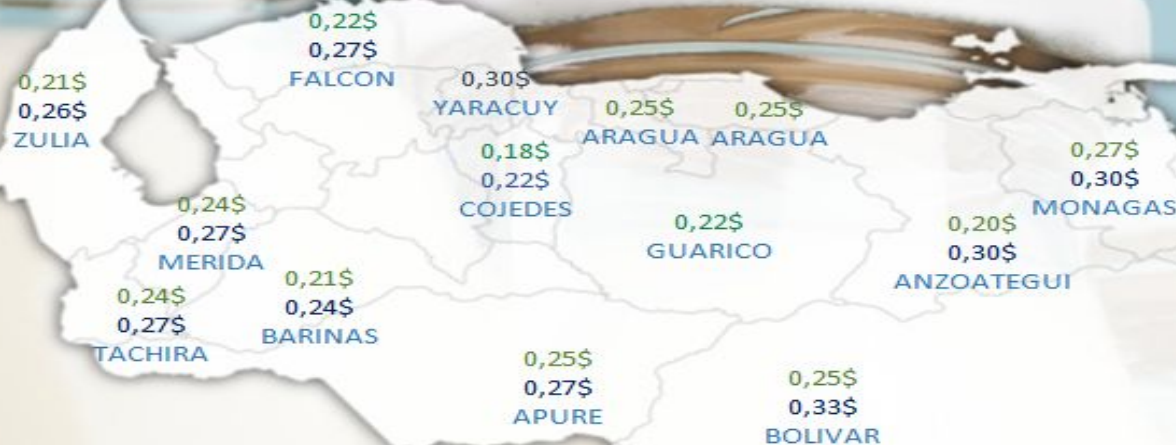 0,22$
0,27$
FALCON
0,21$
0,26$
ZULIA
0,30$
YARACUY
0,25$
ARAGUA
0,25$
ARAGUA
0,18$
0,22$
COJEDES
0,27$
0,30$
MONAGAS
0,24$
0,27$
MERIDA
0,22$
GUARICO
0,20$
0,30$
ANZOATEGUI
0,24$
0,27$
TACHIRA
0,21$
0,24$
BARINAS
0,25$
0,27$
APURE
0,25$
0,33$
BOLIVAR